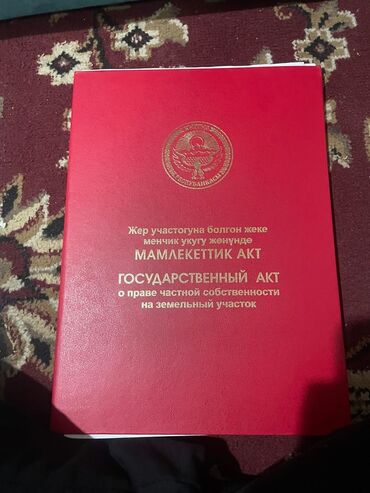 Жер участогуна болгон жеке
менчик укугу жөнүндө
МАМЛЕКЕТТИК АКТ
ГОСУДАРСТВЕННЫЙ АКТ
о праве частной собственности
на земельный участок